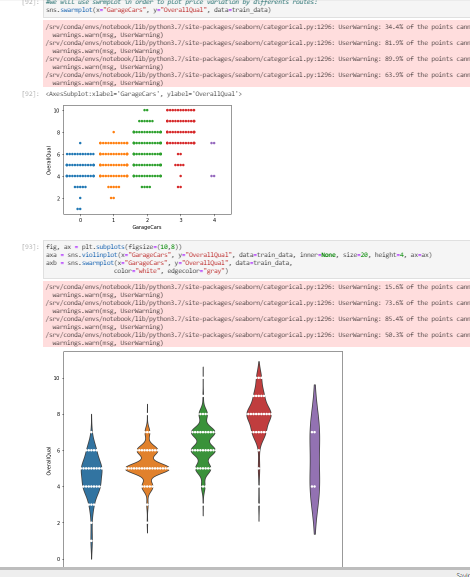 [92]: #We will use swrmplot in order to plot price variation by differents routes:
sns.swarmplot(x="GarageCars", y="OverallQual", data=train_data)
/srv/conda/envs/notebook/lib/python3.7/site-packages/seaborn/categorical.py:1296: UserWarning: 34.4% of the points cann
warnings.warn(msg, UserWarning)
/srv/conda/envs/notebook/lib/python3.7/site-packages/seaborn/categorical.py:1296: UserWarning: 81.9% of the points cann
warnings.warn(msg, UserWarning)
/srv/conda/envs/notebook/lib/python3.7/site-packages/seaborn/categorical.py:1296: UserWarning: 89.9% of the points cann
warnings.warn(msg, UserWarning)
/srv/conda/envs/notebook/lib/python3.7/site-packages/seaborn/categorical.py:1296: UserWarning: 63.9% of the points cann
warnings.warn(msg, UserWarning)
[92]: <AxesSubplot:xlabel='GarageCars', ylabel='OverallQual'>
10
8
6
4
2
OverallQual
0 1 2 3 4
GarageCars
[93]: fig, ax = plt.subplots(figsize=(10,8))
axa = sns.violinplot(x="GarageCars", y="OverallQual", data=train_data, inner=None, size=20, height=4, ax=ax)
axb = sns.swarmplot(x="GarageCars", y="OverallQual", data=train_data,
color="white", edgecolor="gray")
/srv/conda/envs/notebook/lib/python3.7/site-packages/seaborn/categorical.py:1296: UserWarning: 15.6% of the points cann
warnings.warn(msg, UserWarning)
/srv/conda/envs/notebook/lib/python3.7/site-packages/seaborn/categorical.py:1296: UserWarning: 73.6% of the points cann
warnings.warn(msg, UserWarning)
/srv/conda/envs/notebook/lib/python3.7/site-packages/seaborn/categorical.py:1296: UserWarning: 85.4% of the points cann
warnings.warn(msg, UserWarning)
/srv/conda/envs/notebook/lib/python3.7/site-packages/seaborn/categorical.py:1296: UserWarning: 50.3% of the points cann
warnings.warn(msg, UserWarning)
10
8
6
4
2
0
OverallQual